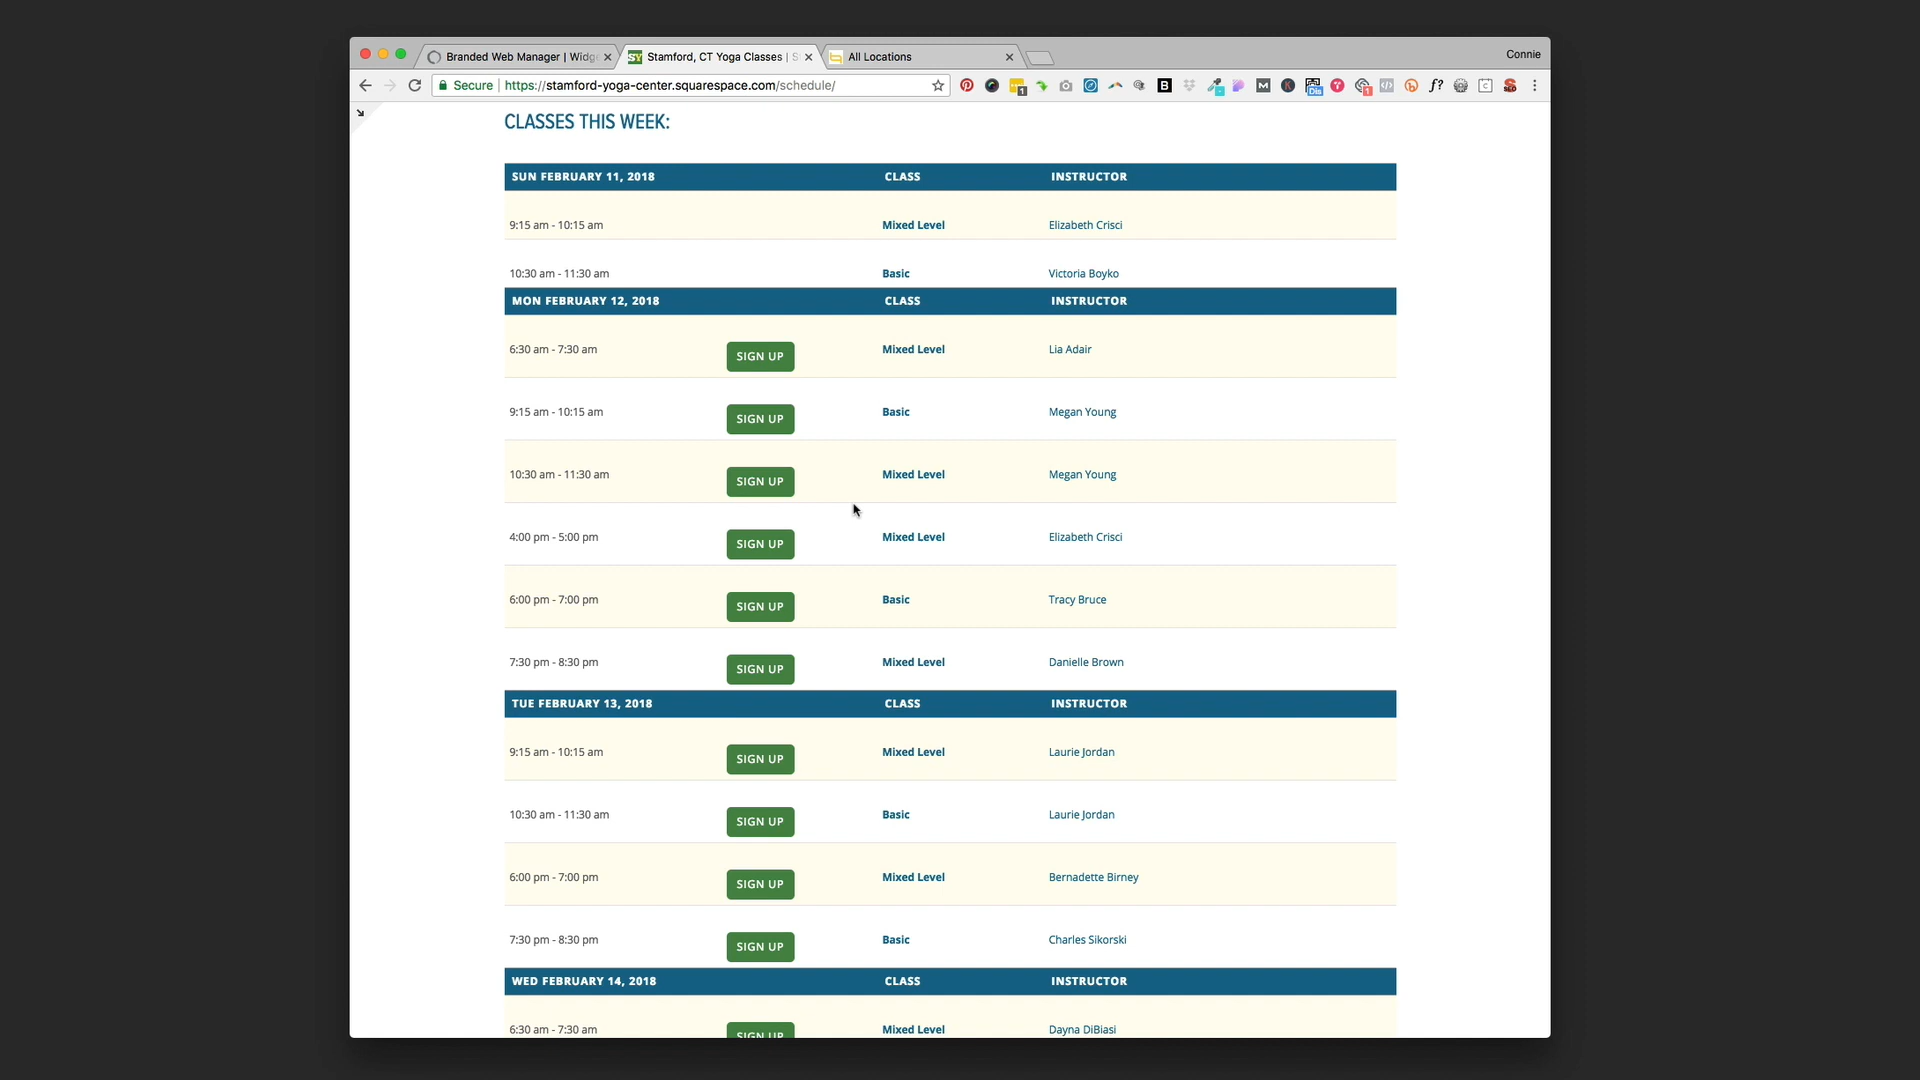 Branded Web Manager | Widg
Stamford, CT Yoga Classes | S
All Locations
Connie
Secure
https://stamford-yoga-center.squarespace.com/schedule/
CLASSES THIS WEEK:
SUN FEBRUARY 11, 2018 CLASS INSTRUCTOR
9:15 am - 10:15 am Mixed Level Elizabeth Crisci
10:30 am - 11:30 am Basic Victoria Boyko
MON FEBRUARY 12, 2018 CLASS INSTRUCTOR
6:30 am - 7:30 am SIGN UP Mixed Level Lia Adair
9:15 am - 10:15 am SIGN UP Basic Megan Young
10:30 am - 11:30 am SIGN UP Mixed Level Megan Young
4:00 pm - 5:00 pm SIGN UP Mixed Level Elizabeth Crisci
6:00 pm - 7:00 pm SIGN UP Basic Tracy Bruce
7:30 pm - 8:30 pm SIGN UP Mixed Level Danielle Brown
TUE FEBRUARY 13, 2018 CLASS INSTRUCTOR
9:15 am - 10:15 am SIGN UP Mixed Level Laurie Jordan
10:30 am - 11:30 am SIGN UP Basic Laurie Jordan
6:00 pm - 7:00 pm SIGN UP Mixed Level Bernadette Birney
7:30 pm - 8:30 pm SIGN UP Basic Charles Sikorski
WED FEBRUARY 14, 2018 CLASS INSTRUCTOR
6:30 am - 7:30 am SIGN UP Mixed Level Dayna DiBiasi